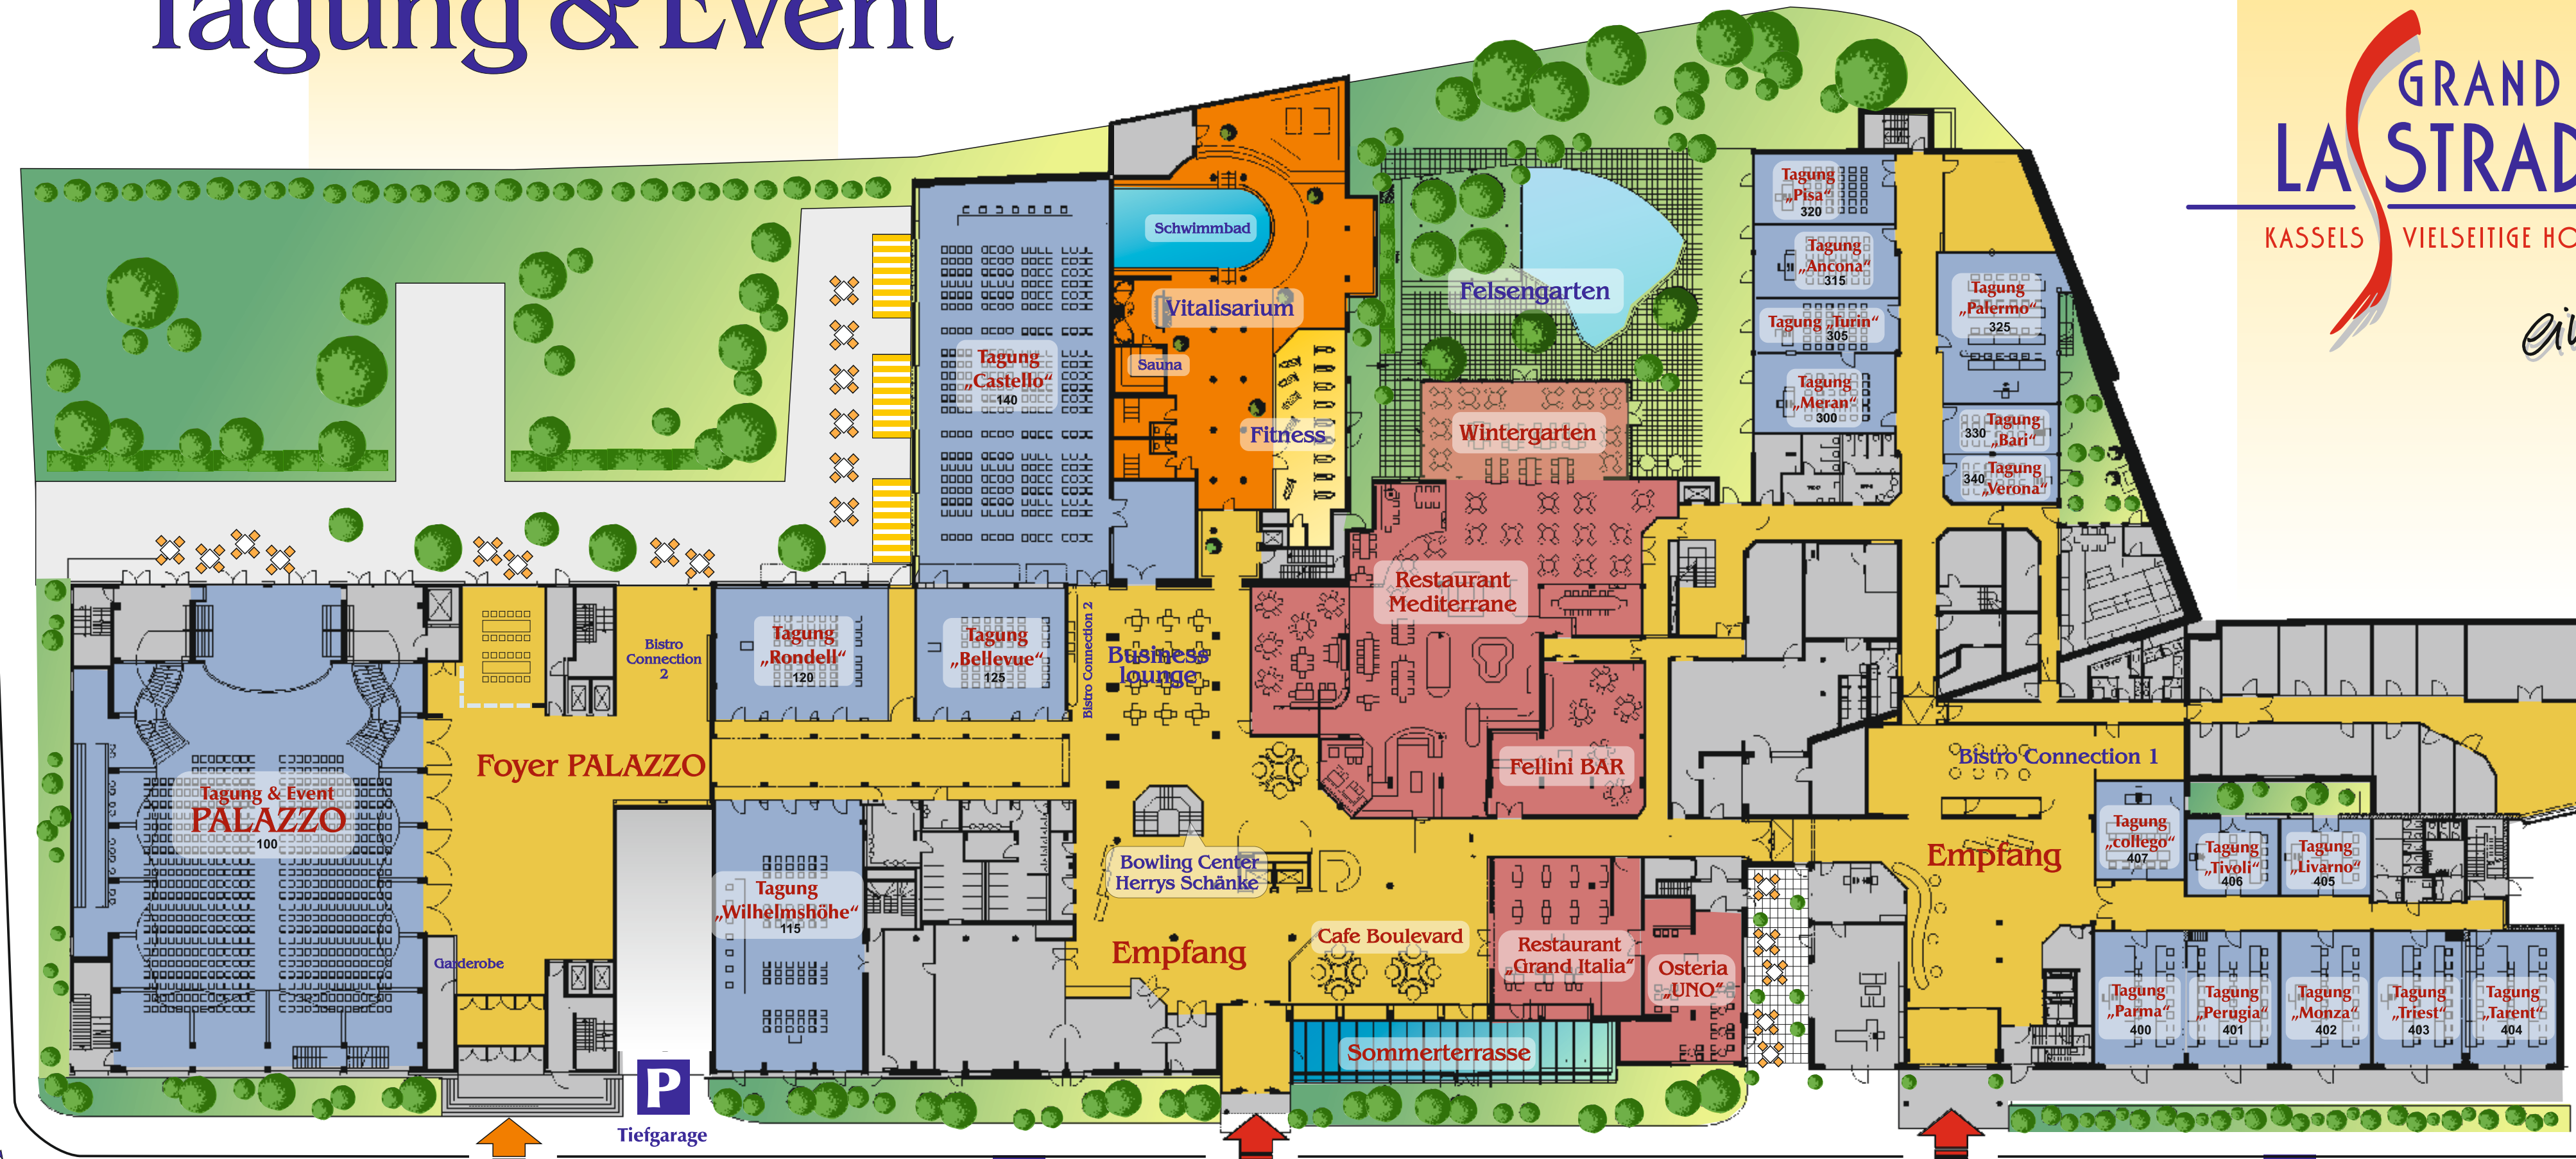 Tagung & Event
GRAND
LA STRAD
KASSELS VIELSEITIGE HO
Schwimmbad
Vitalisarium
Sauna
Fitness
Felsengarten
Wintergarten
Tagung
„Castello“
140
Tagung
„Pisa“
320
Tagung
„Ancona“
315
Tagung „Turin“
305
Tagung
„Meran“
300
Tagung
„Palermo“
325
330 Tagung
„Bari“
340 Tagung
„Verona“
Restaurant
Mediterrane
Fellini BAR
Bistro
Connection
2
Tagung
„Rondell“
120
Tagung
„Bellevue“
125
Bistro Connection 2
Business
lounge
Foyer PALAZZO
Tagung & Event
PALAZZO
100
Garderobe
Tagung
„Wilhelmshöhe“
115
Bowling Center
Herrys Schänke
Empfang
Cafe Boulevard
Restaurant
„Grand Italia“
Osteria
„UNO“
Sommerterrasse
Bistro Connection 1
Empfang
Tagung
„collego“
407
Tagung
„Tivoli“
406
Tagung
„Livarno“
405
Tagung
„Parma“
400
Tagung
„Perugia“
401
Tagung
„Monza“
402
Tagung
„Triest“
403
Tagung
„Tarent“
404
P
Tiefgarage